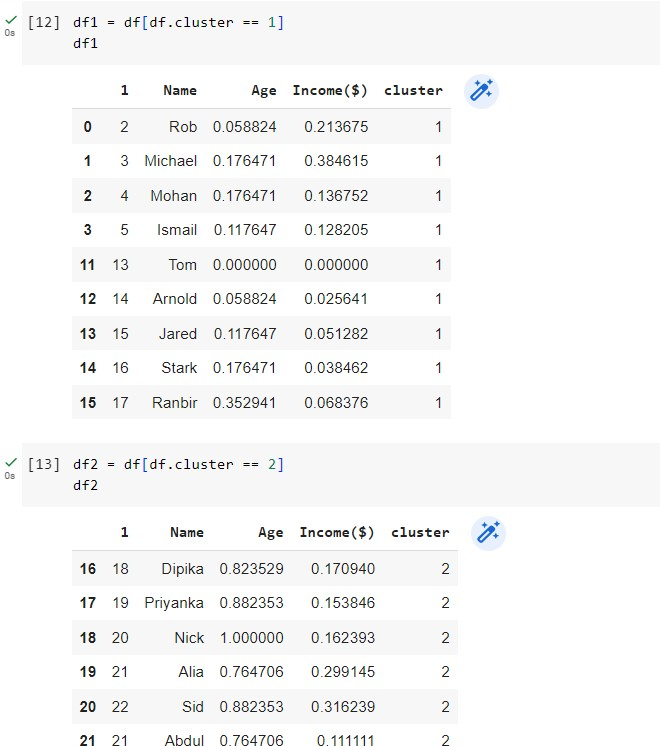 [12] df1 = df[df.cluster == 1]
0s
df1
1 Name Age Income($) cluster
0 2 Rob 0.058824 0.213675 1
1 3 Michael 0.176471 0.384615 1
2 4 Mohan 0.176471 0.136752 1
3 5 Ismail 0.117647 0.128205 1
11 13 Tom 0.000000 0.000000 1
12 14 Arnold 0.058824 0.025641 1
13 15 Jared 0.117647 0.051282 1
14 16 Stark 0.176471 0.038462 1
15 17 Ranbir 0.352941 0.068376 1
[13] df2 = df[df.cluster == 2]
0s
df2
1 Name Age Income($) cluster
16 18 Dipika 0.823529 0.170940 2
17 19 Priyanka 0.882353 0.153846 2
18 20 Nick 1.000000 0.162393 2
19 21 Alia 0.764706 0.299145 2
20 22 Sid 0.882353 0.316239 2
21 21 Abdul 0.764706 0.111111 2